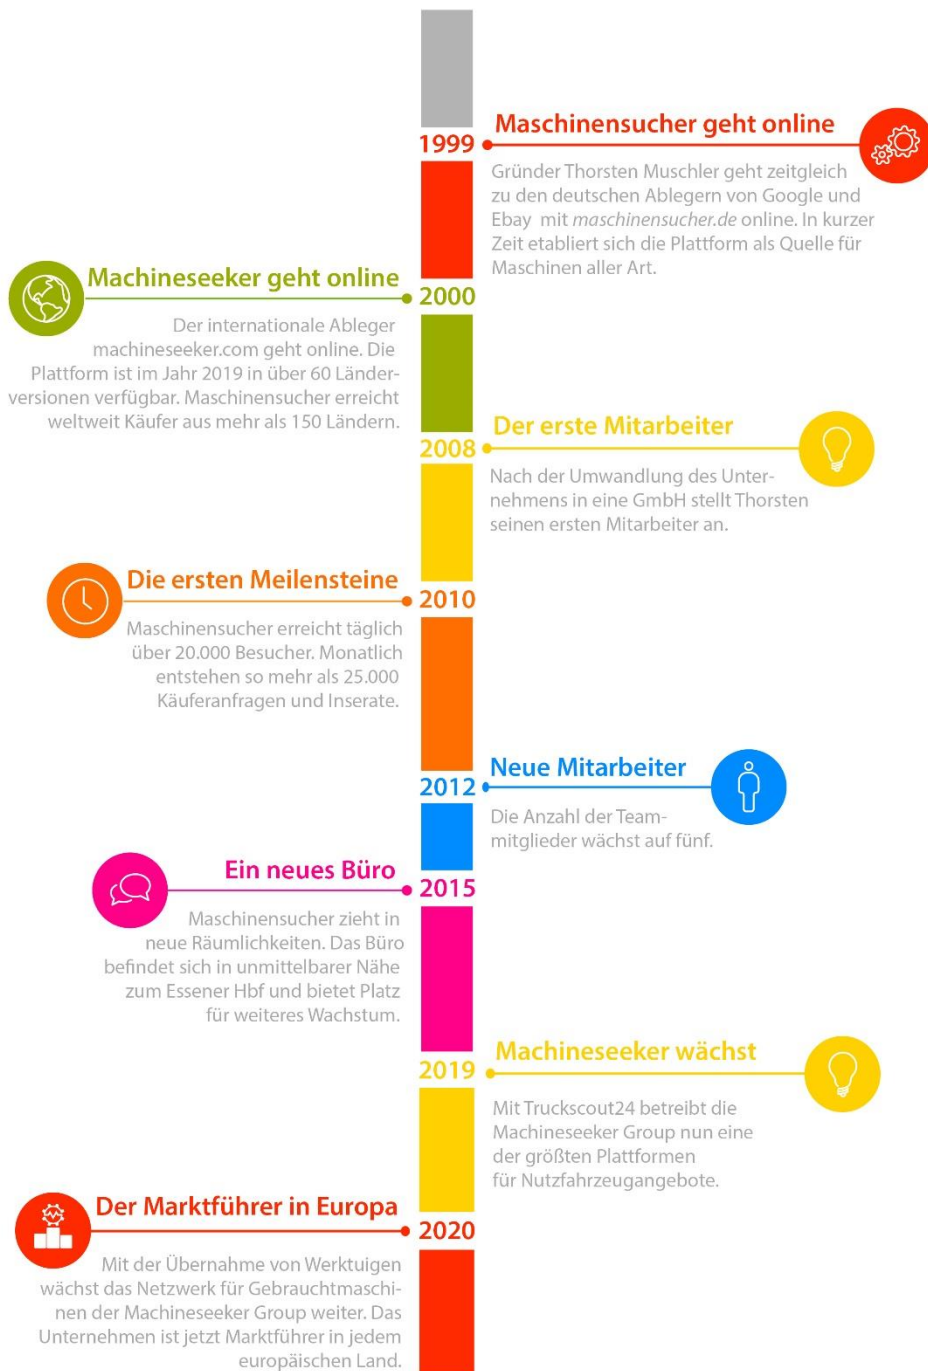 Maschinensucher geht online
1999
Gründer Thorsten Muschler geht zeitgleich
zu den deutschen Ablegern von Google und
Ebay mit maschinensucher.de online. In kurzer
Zeit etabliert sich die Plattform als Quelle für
Maschinen aller Art.
Machineseeker geht online
2000
Der internationale Ableger
machineseeker.com geht online. Die
Plattform ist im Jahr 2019 in über 60 Länder-
versionen verfügbar. Maschinensucher erreicht
weltweit Käufer aus mehr als 150 Ländern.
Der erste Mitarbeiter
2008
Nach der Umwandlung des Unter-
nehmens in eine GmbH stellt Thorsten
seinen ersten Mitarbeiter an.
Die ersten Meilensteine
2010
Maschinensucher erreicht täglich
über 20.000 Besucher. Monatlich
entstehen so mehr als 25.000
Käuferanfragen und Inserate.
Neue Mitarbeiter
2012
Die Anzahl der Team-
mitglieder wächst auf fünf.
Ein neues Büro
2015
Maschinensucher zieht in
neue Räumlichkeiten. Das Büro
befindet sich in unmittelbarer Nähe
zum Essener Hbf und bietet Platz
für weiteres Wachstum.
Machineseeker wächst
2019
Mit Truckscout24 betreibt die
Machineseeker Group nun eine
der größten Plattformen
für Nutzfahrzeugangebote.
Der Marktführer in Europa
2020
Mit der Übernahme von Werktuigen
wächst das Netzwerk für Gebrauchtmaschi-
nen der Machineseeker Group weiter. Das
Unternehmen ist jetzt Marktführer in jedem
europäischen Land.